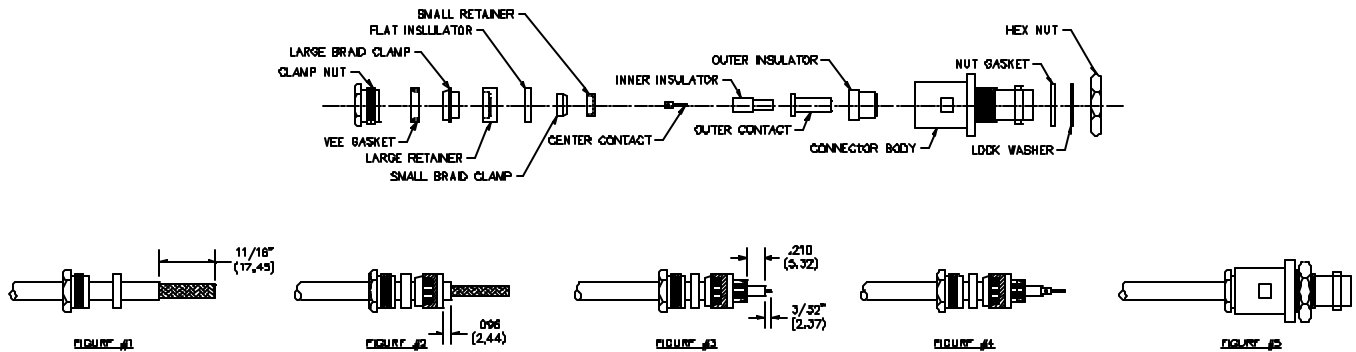 SMALL RETAINER
FLAT INSLULATOR
LARGE BRAID CLAMP
CLAMP NUT
HEX NUT
OUTER INSULATOR
NUT GASKET
INNER INSULATOR
VEE GASKET
LARGE RETAINER
SMALL BRAID CLAMP
CENTER CONTACT
OUTER CONTACT
CONNECTOR BODY
LOCK WASHER
11/16"
(17,45)
.096
(2,44)
.210
(5.32)
3/32"
(2.37)
FIGURE #1
FIGURE #2
FIGURE #3
FIGURE #4
FIGURE #5